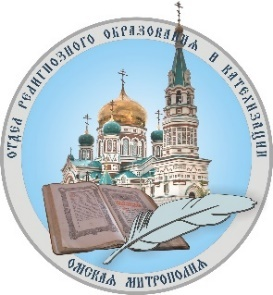 ОТДЕЛ РЕЛИГИОЗНОГО ОБРАЗОВАНИЯ И КАТЕХИЗАЦИИ
ОМСКАЯ МИТРОПОЛИЯ